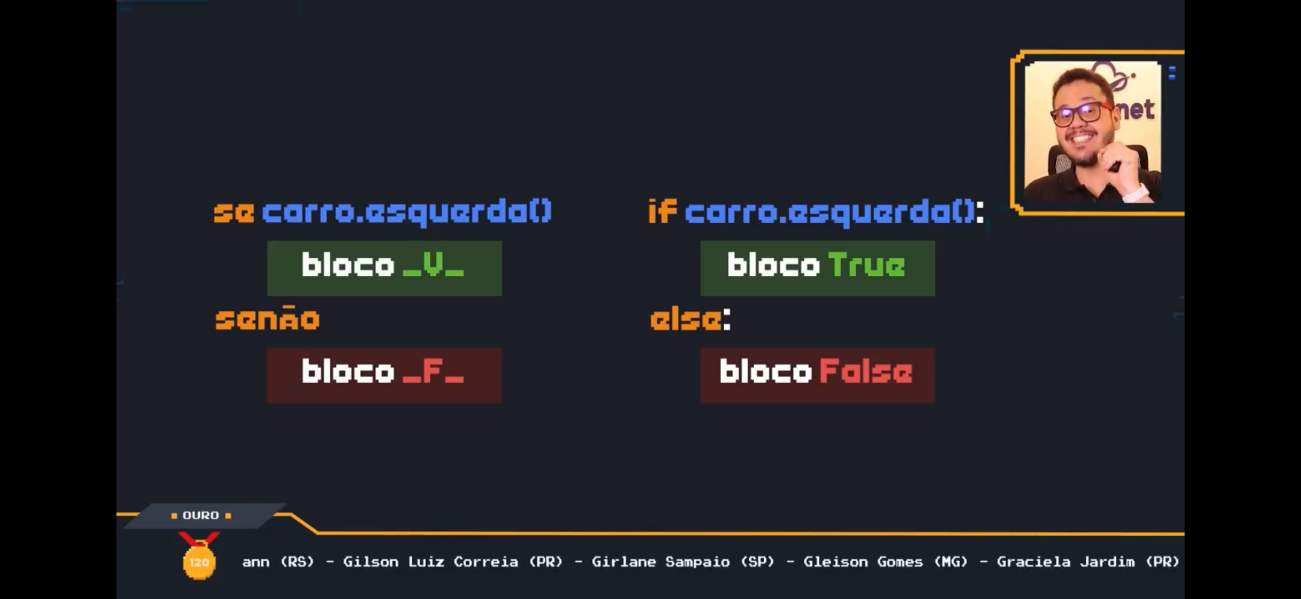 se carro.esquerda()
bloco _V_
senão
bloco _F_
if carro.esquerda():
bloco True
else:
bloco False
net
:
OURO
120
ann (RS) - Gilson Luiz Correia (PR) - Girlane Sampaio (SP) - Gleison Gomes (MG) - Graciela Jardim (PR)